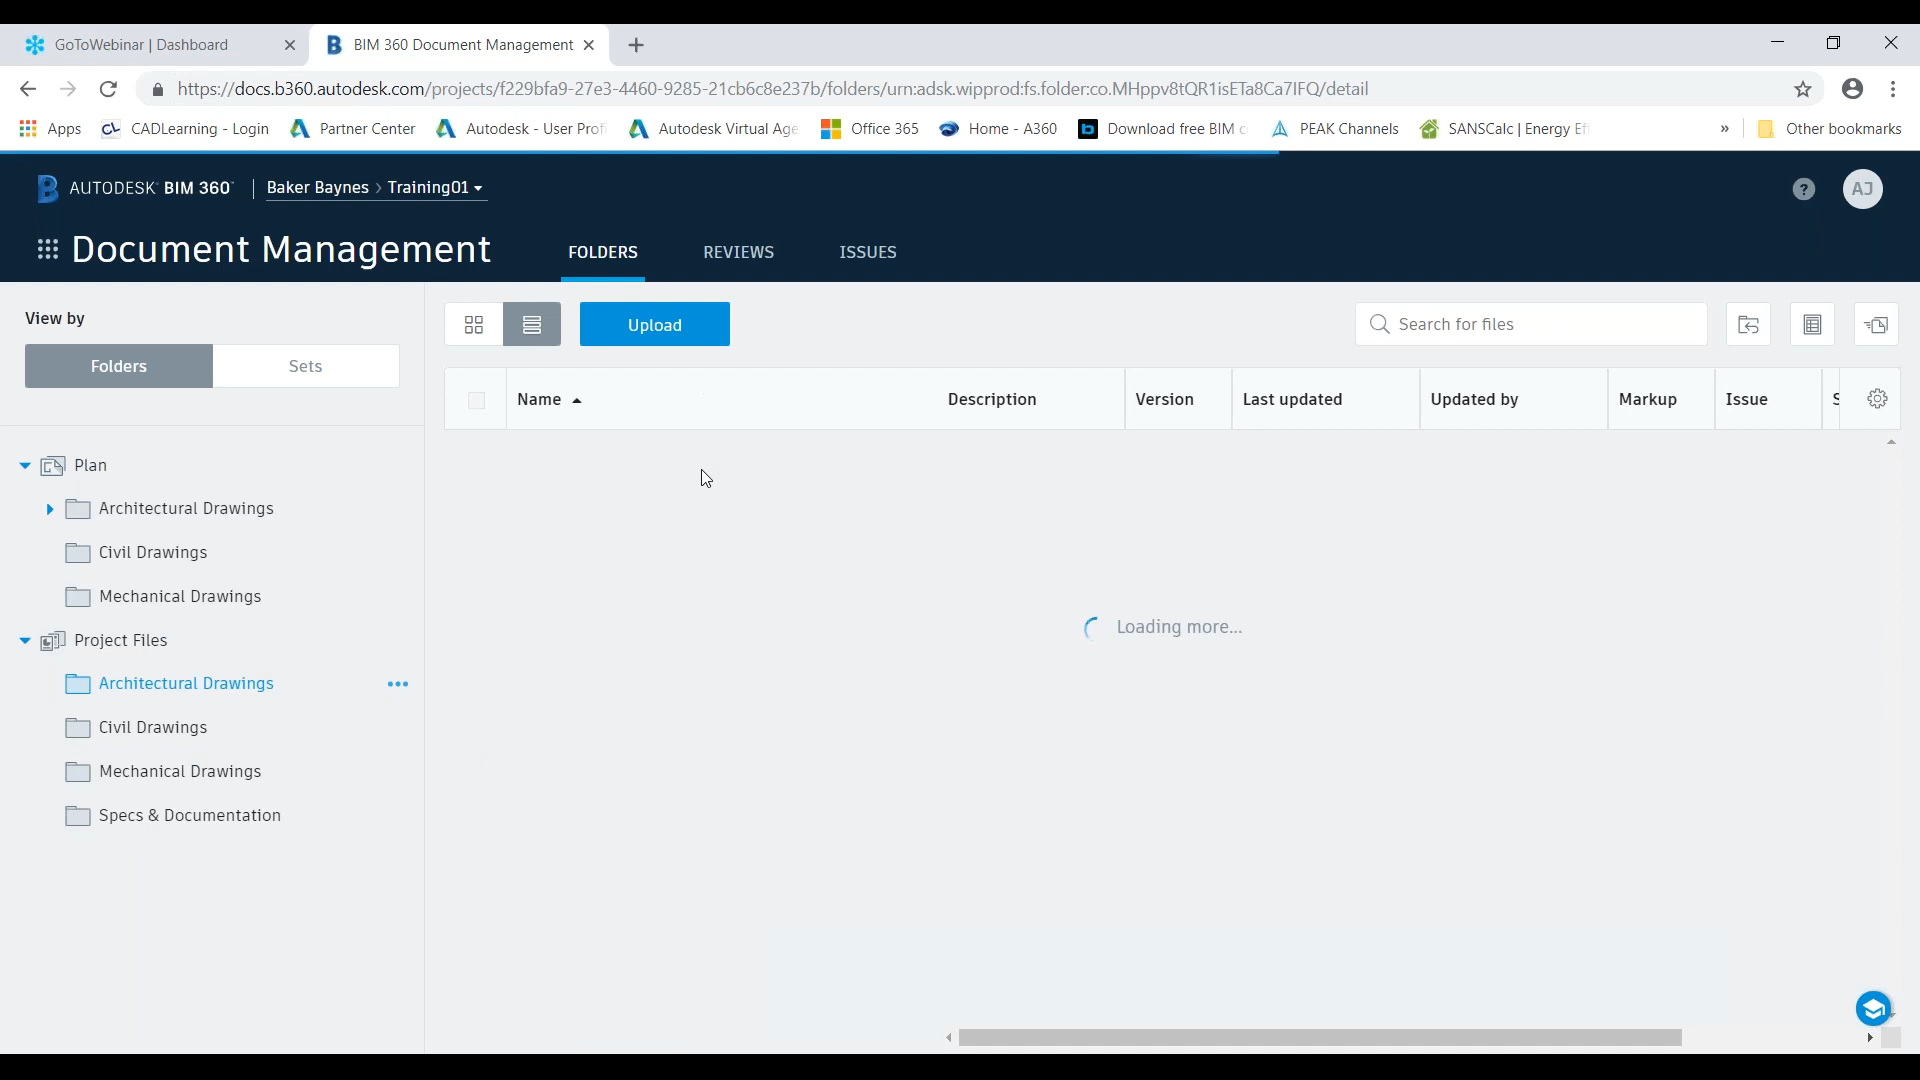 GoToWebinar | Dashboard
BIM 360 Document Management
https://docs.b360.autodesk.com/projects/f229bfa9-27e3-4460-9285-21cb6c8e237b/folders/urn:adsk.wipprod:fs.folder:co.MHppv8tQR1isETa8Ca7IFQ/detail
Apps CADLearning - Login Partner Center Autodesk - User Profi Autodesk Virtual Age Office 365 Home - A360 Download free BIM PEAK Channels SANSCalc | Energy Ef » Other bookmarks
AUTODESK BIM 360 Baker Baynes > Training01 ? AJ
Document Management FOLDERS REVIEWS ISSUES
View by
Folders Sets
Upload
Search for files
Name Description Version Last updated Updated by Markup Issue
Plan
Architectural Drawings
Civil Drawings
Mechanical Drawings
Project Files
Architectural Drawings
Civil Drawings
Mechanical Drawings
Specs & Documentation
Loading more...